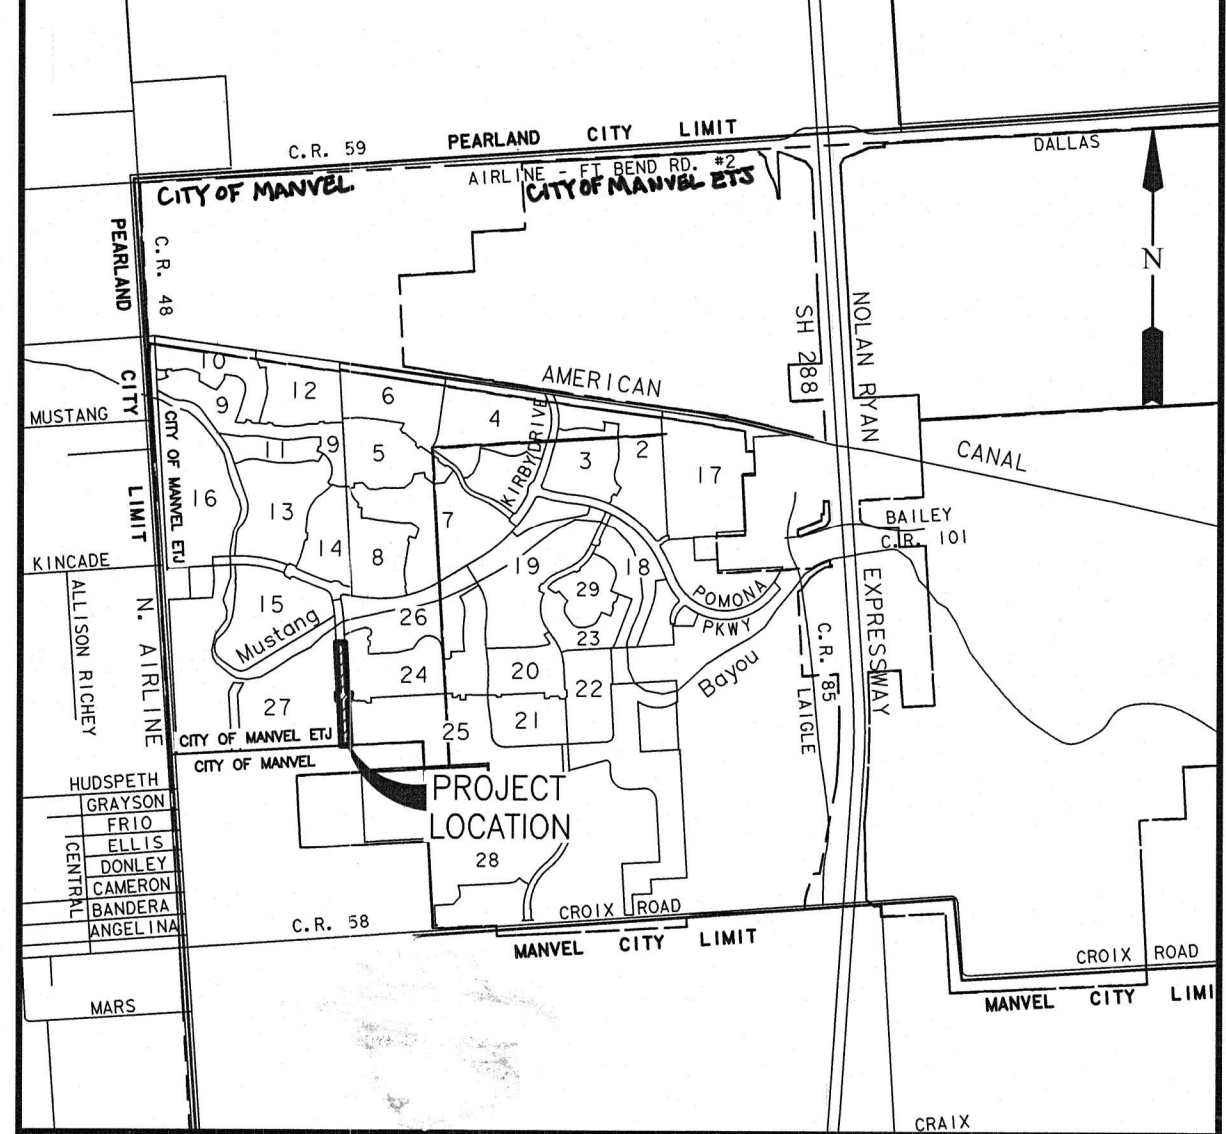 PEARLAND CITY LIMIT
C.R. 59
DALLAS
AIRLINE - FT BEND RD. #2
CITY OF MANVEL
CITY OF MANVEL ETJ
PEARLAND CITY LIMIT
C.R. 48
N
SH 288
NOLAN RYAN EXPRESSWAY
AMERICAN CANAL
10
12
6
4
9
KIRBY DRIVE
MUSTANG
CITY OF MANVEL ETJ
11
9
5
3
2
17
16
13
7
BAILEY
C.R. 101
14
8
KINCADE
19
18
29
POMONA
PKWY
ALLISON RICHEY
N. AIRLINE
15
Mustang
26
23
Bayou
C.R. 85
LAIGLE
24
20
22
27
21
25
CITY OF MANVEL ETJ
CITY OF MANVEL
PROJECT
LOCATION
HUDSPETH
GRAYSON
FRIO
ELLIS
DONLEY
CAMERON
BANDERA
ANGELINA
CENTRAL
28
C.R. 58
CROIX ROAD
MANVEL CITY LIMIT
CROIX ROAD
MANVEL CITY LIMI
MARS
CRAIX